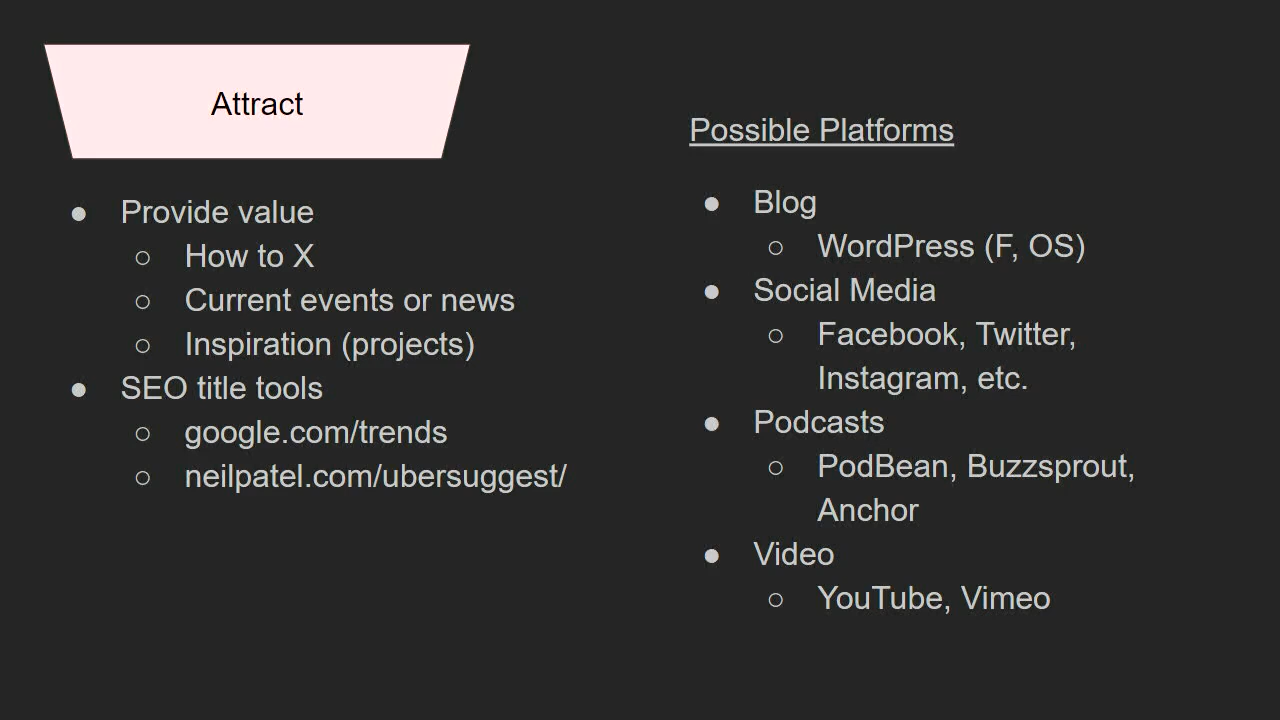 Attract
● Provide value
○ How to X
○ Current events or news
○ Inspiration (projects)
● SEO title tools
○ google.com/trends
○ neilpatel.com/ubersuggest/
Possible Platforms
● Blog
○ WordPress (F, OS)
● Social Media
○ Facebook, Twitter,
Instagram, etc.
● Podcasts
○ PodBean, Buzzsprout,
Anchor
● Video
○ YouTube, Vimeo